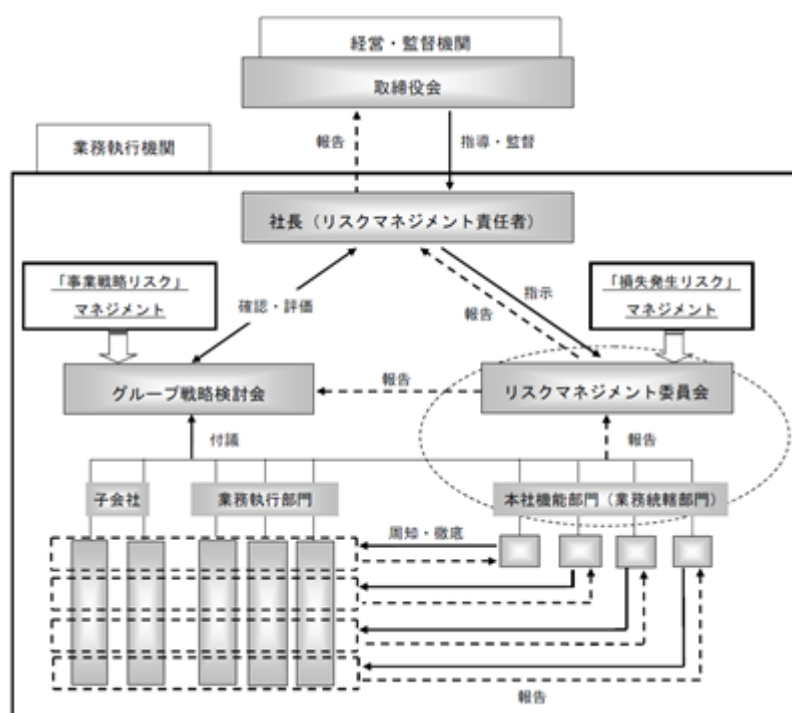 経営・監督機関
取締役会
業務執行機関
報告
指導・監督
社長（リスクマネジメント責任者）
「事業戦略リスク」
マネジメント
確認・評価
指示
報告
「損失発生リスク」
マネジメント
グループ戦略検討会
報告
リスクマネジメント委員会
付議
報告
子会社
業務執行部門
本社機能部門（業務統轄部門）
周知・徹底
報告